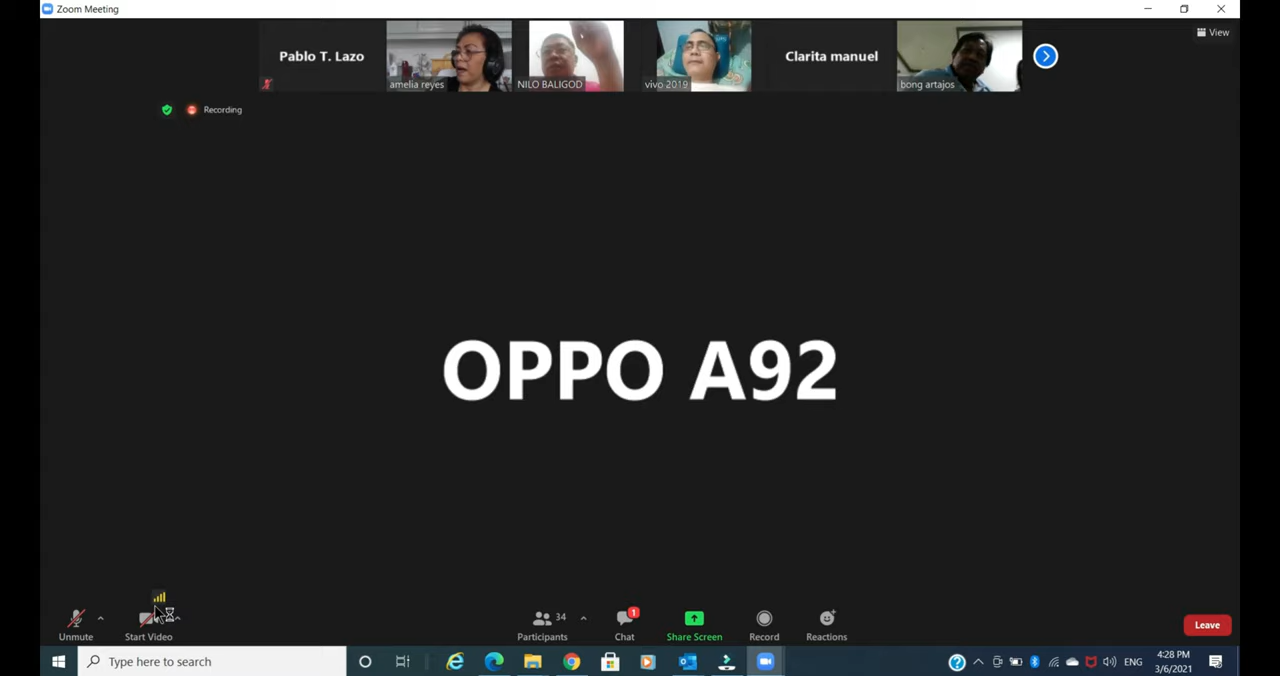 Zoom Meeting
View
Pablo T. Lazo
amelia reyes
NILO BALIGOD
vivo 2019
Clarita manuel
bong artajos
Recording
OPPO A92
Unmute
Start Video
34
Participants
1
Chat
Share Screen
Record
Reactions
Leave
Type here to search
ENG
4:28 PM
3/6/2021